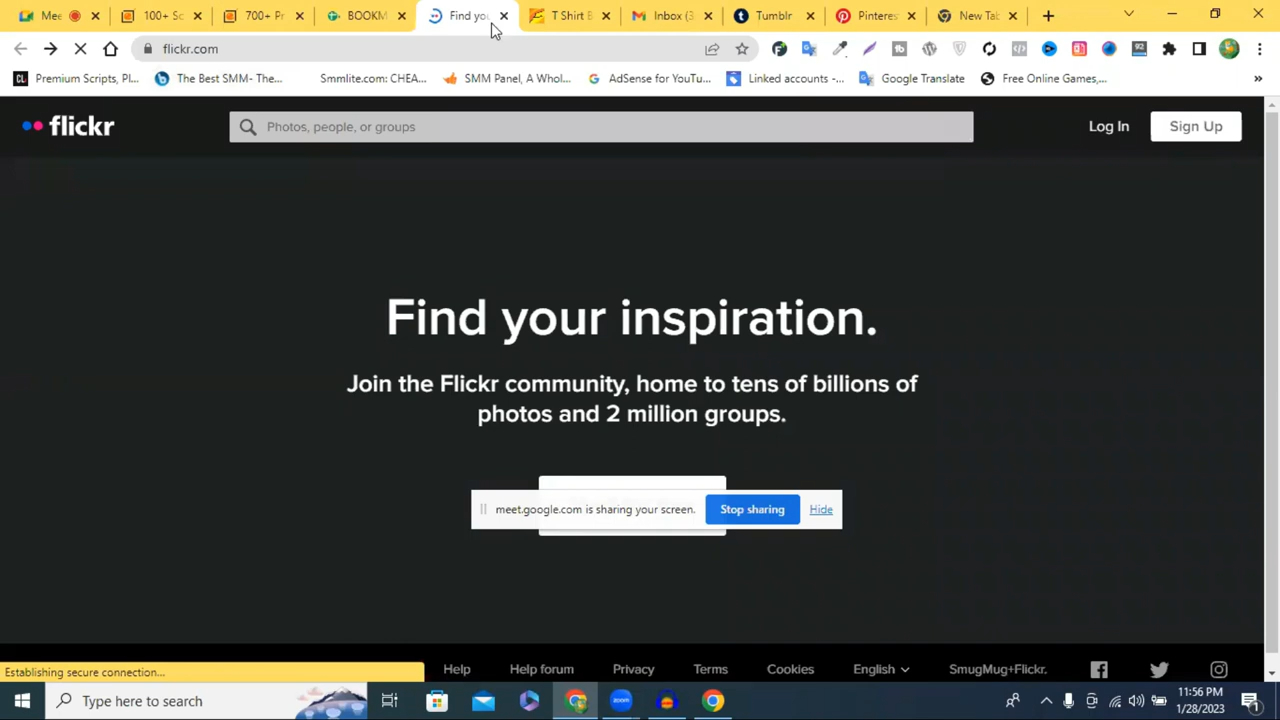 Mee
100+ Sc
700+ Pr
BOOKM
Find you
T Shirt B
Inbox (3
Tumblr
Pinteres
New Tab
flickr.com
Premium Scripts, Pl...
The Best SMM- The...
Smmlite.com: CHEA...
SMM Panel, A Whol...
AdSense for YouTu...
Linked accounts -...
Google Translate
Free Online Games,...
»
flickr
Photos, people, or groups
Log In
Sign Up
Find your inspiration.
Join the Flickr community, home to tens of billions of
photos and 2 million groups.
meet.google.com is sharing your screen.
Stop sharing
Hide
Establishing secure connection...
Help
Help forum
Privacy
Terms
Cookies
English
SmugMug+Flickr.
Type here to search
11:56 PM
1/28/2023